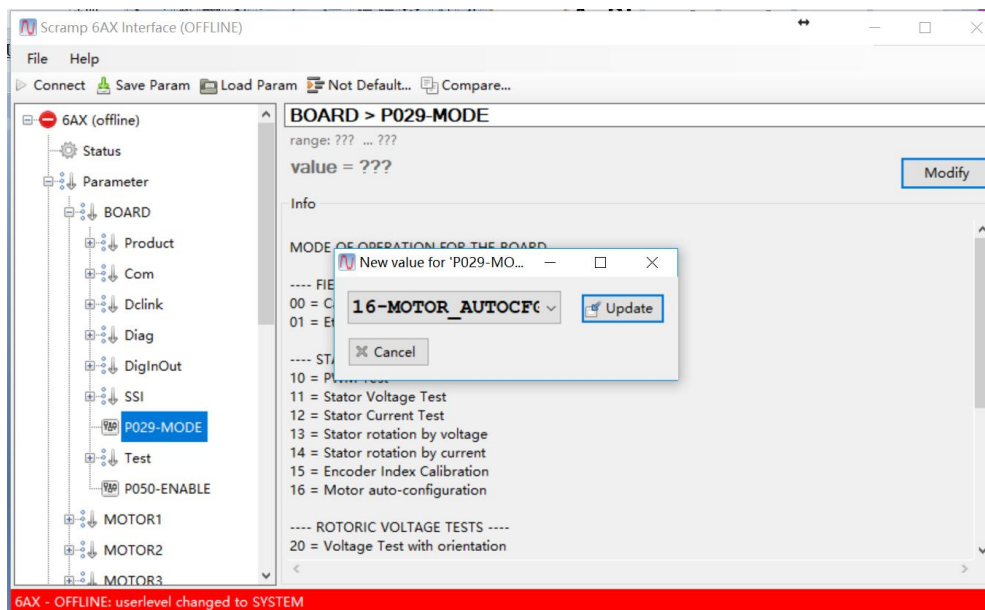 Scramp 6AX Interface (OFFLINE)
File Help
Connect Save Param Load Param Not Default... Compare...
6AX (offline)
Status
Parameter
BOARD
Product
Com
Dclink
Diag
DigInOut
SSI
P029-MODE
Test
P050-ENABLE
MOTOR1
MOTOR2
MOTOR3
BOARD > P029-MODE
range: ??? ... ???
value = ???
Modify
Info
MODE OF OPERATION FOR THE BOARD
---- FIE
00 = C
01 = Et
---- ST
10 = PWM Test
11 = Stator Voltage Test
12 = Stator Current Test
13 = Stator rotation by voltage
14 = Stator rotation by current
15 = Encoder Index Calibration
16 = Motor auto-configuration
---- ROTORIC VOLTAGE TESTS ----
20 = Voltage Test with orientation
New value for 'P029-MO...
16-MOTOR_AUTOCFG
Update
Cancel
6AX - OFFLINE: userlevel changed to SYSTEM